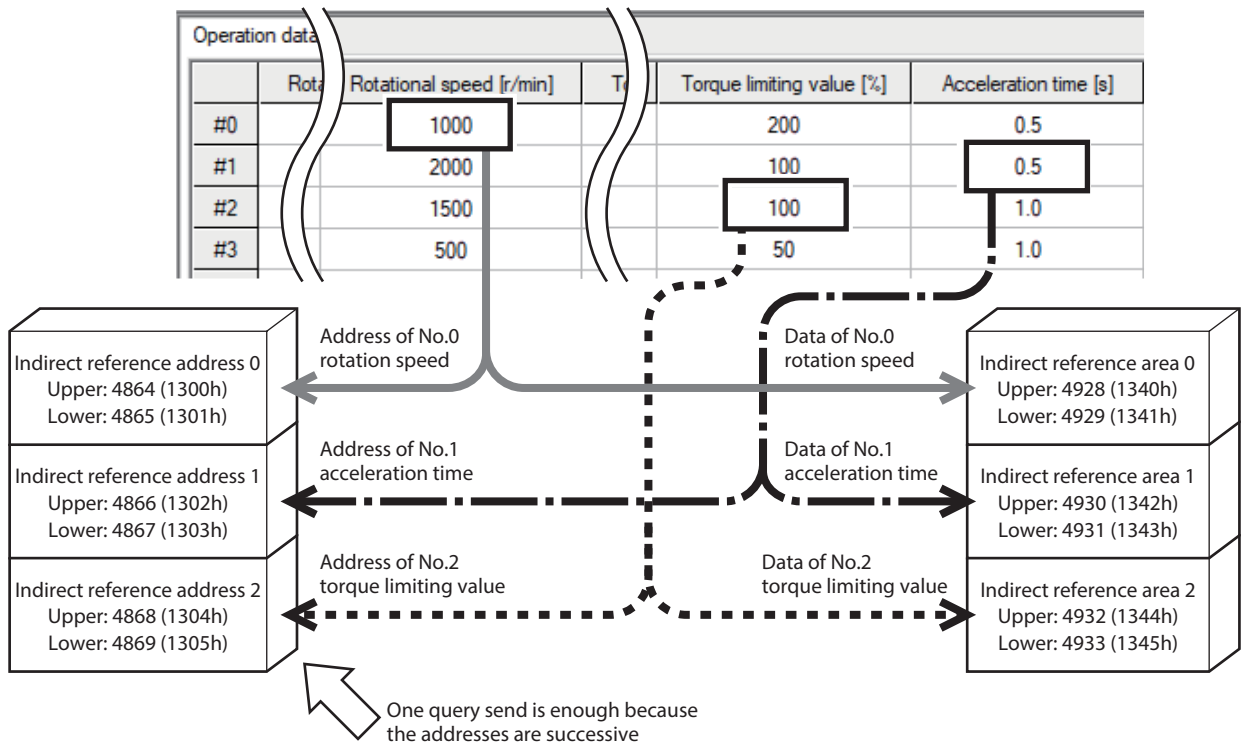 Operation data
Rota Rotational speed [r/min] To Torque limiting value [%] Acceleration time [s]
#0 1000 200 0.5
#1 2000 100 0.5
#2 1500 100 1.0
#3 500 50 1.0
Address of No.0
rotation speed
Data of No.0
rotation speed
Indirect reference address 0
Upper: 4864 (1300h)
Lower: 4865 (1301h)
Indirect reference area 0
Upper: 4928 (1340h)
Lower: 4929 (1341h)
Address of No.1
acceleration time
Data of No.1
acceleration time
Indirect reference address 1
Upper: 4866 (1302h)
Lower: 4867 (1303h)
Indirect reference area 1
Upper: 4930 (1342h)
Lower: 4931 (1343h)
Address of No.2
torque limiting value
Data of No.2
torque limiting value
Indirect reference address 2
Upper: 4868 (1304h)
Lower: 4869 (1305h)
Indirect reference area 2
Upper: 4932 (1344h)
Lower: 4933 (1345h)
One query send is enough because
the addresses are successive